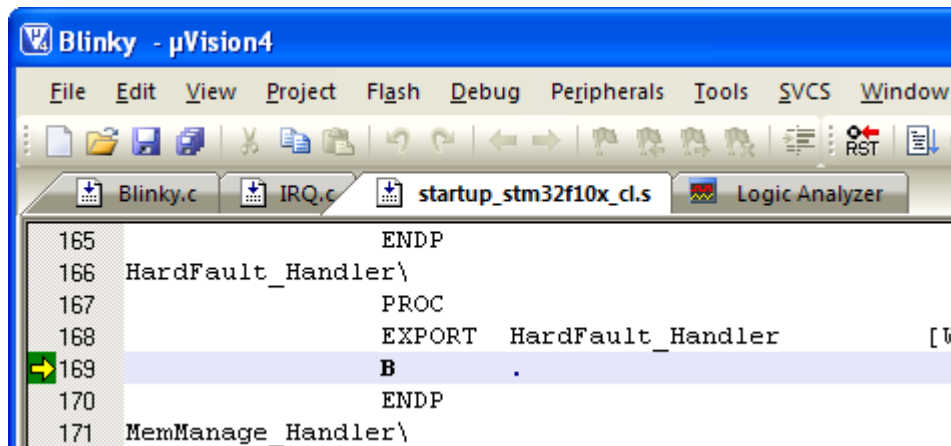 Blinky - µVision4
File Edit View Project Flash Debug Peripherals Tools SVCS Window
RST
Blinky.c IRQ.c startup_stm32f10x_cl.s Logic Analyzer
165 ENDP
166 HardFault_Handler\
167 PROC
168 EXPORT HardFault_Handler [W
169 B .
170 ENDP
171 MemManage_Handler\